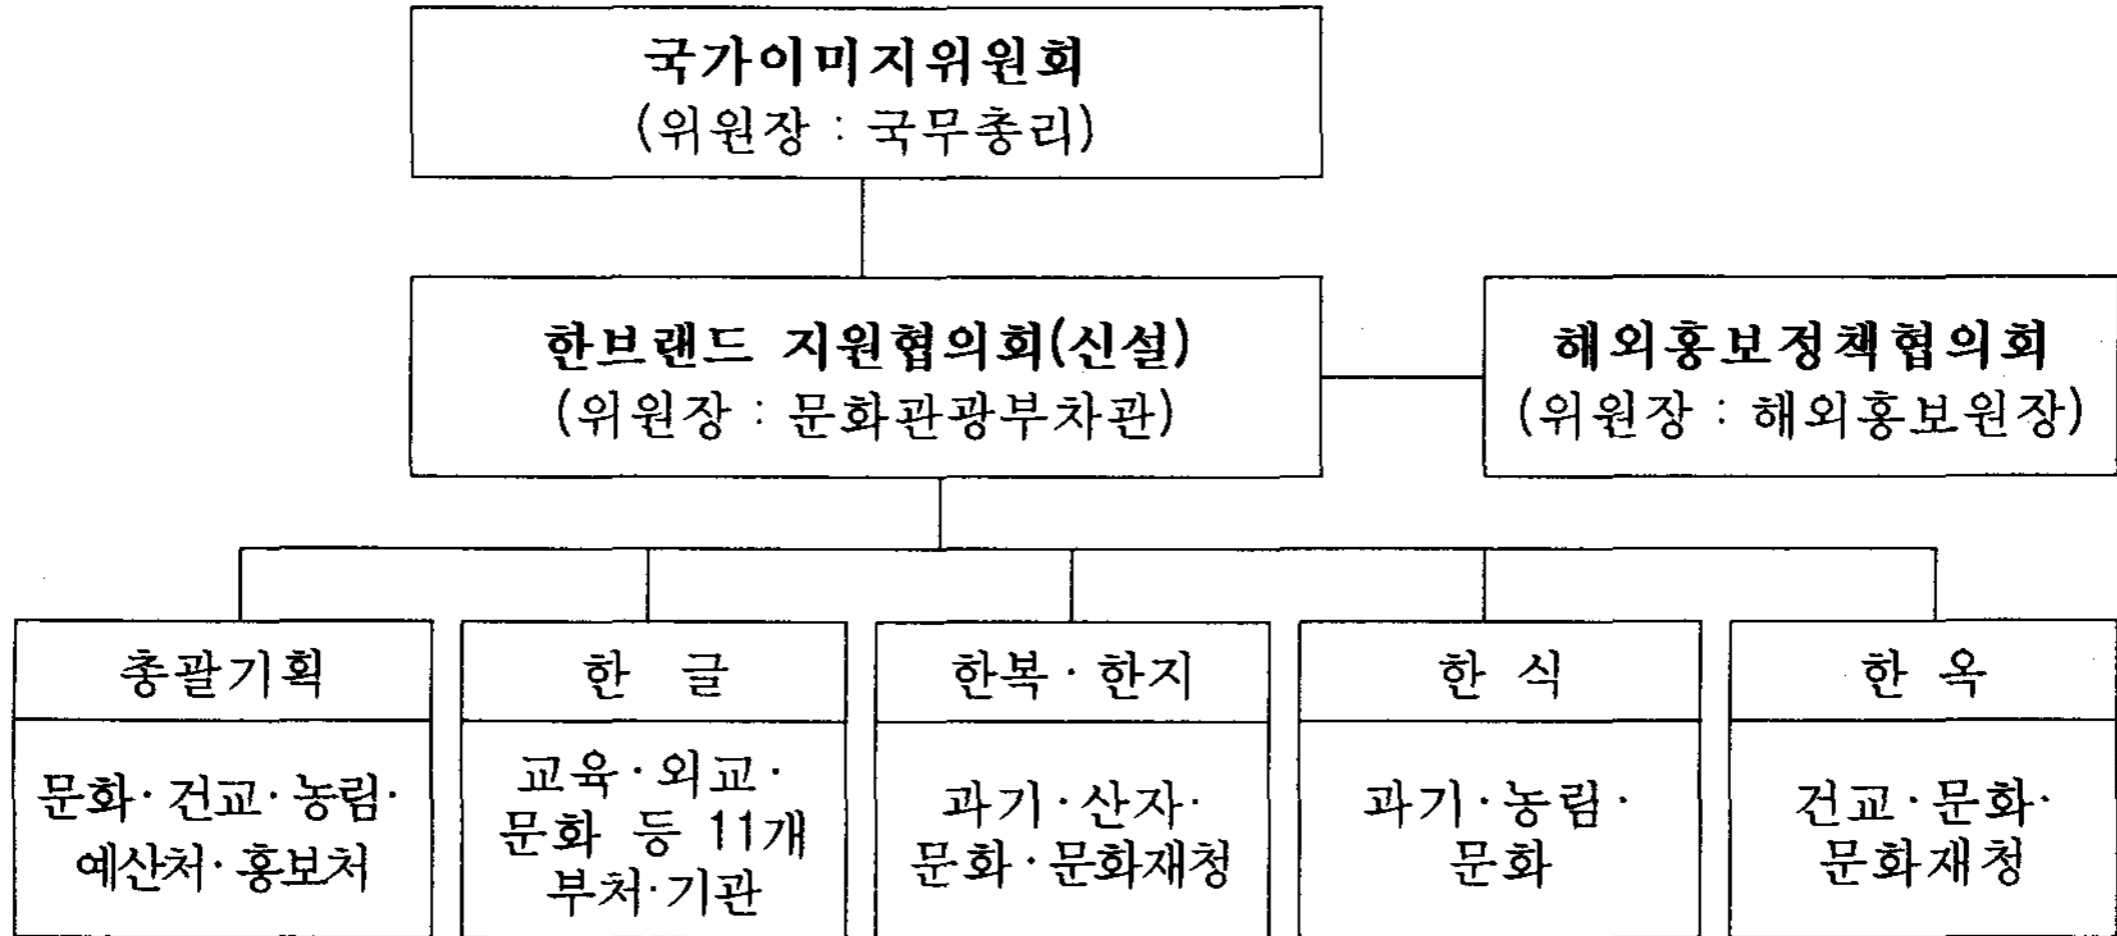 국가이미지위원회
(위원장 : 국무총리)
한브랜드 지원협의회(신설)
(위원장 : 문화관광부차관)
해외홍보정책협의회
(위원장 : 해외홍보원장)
총괄기획
문화·건교·농림·
예산처·홍보처
한 글
교육·외교·
문화 등 11개
부처·기관
한복·한지
과기·산자·
문화·문화재청
한 식
과기·농림·
문화
한 옥
건교·문화·
문화재청